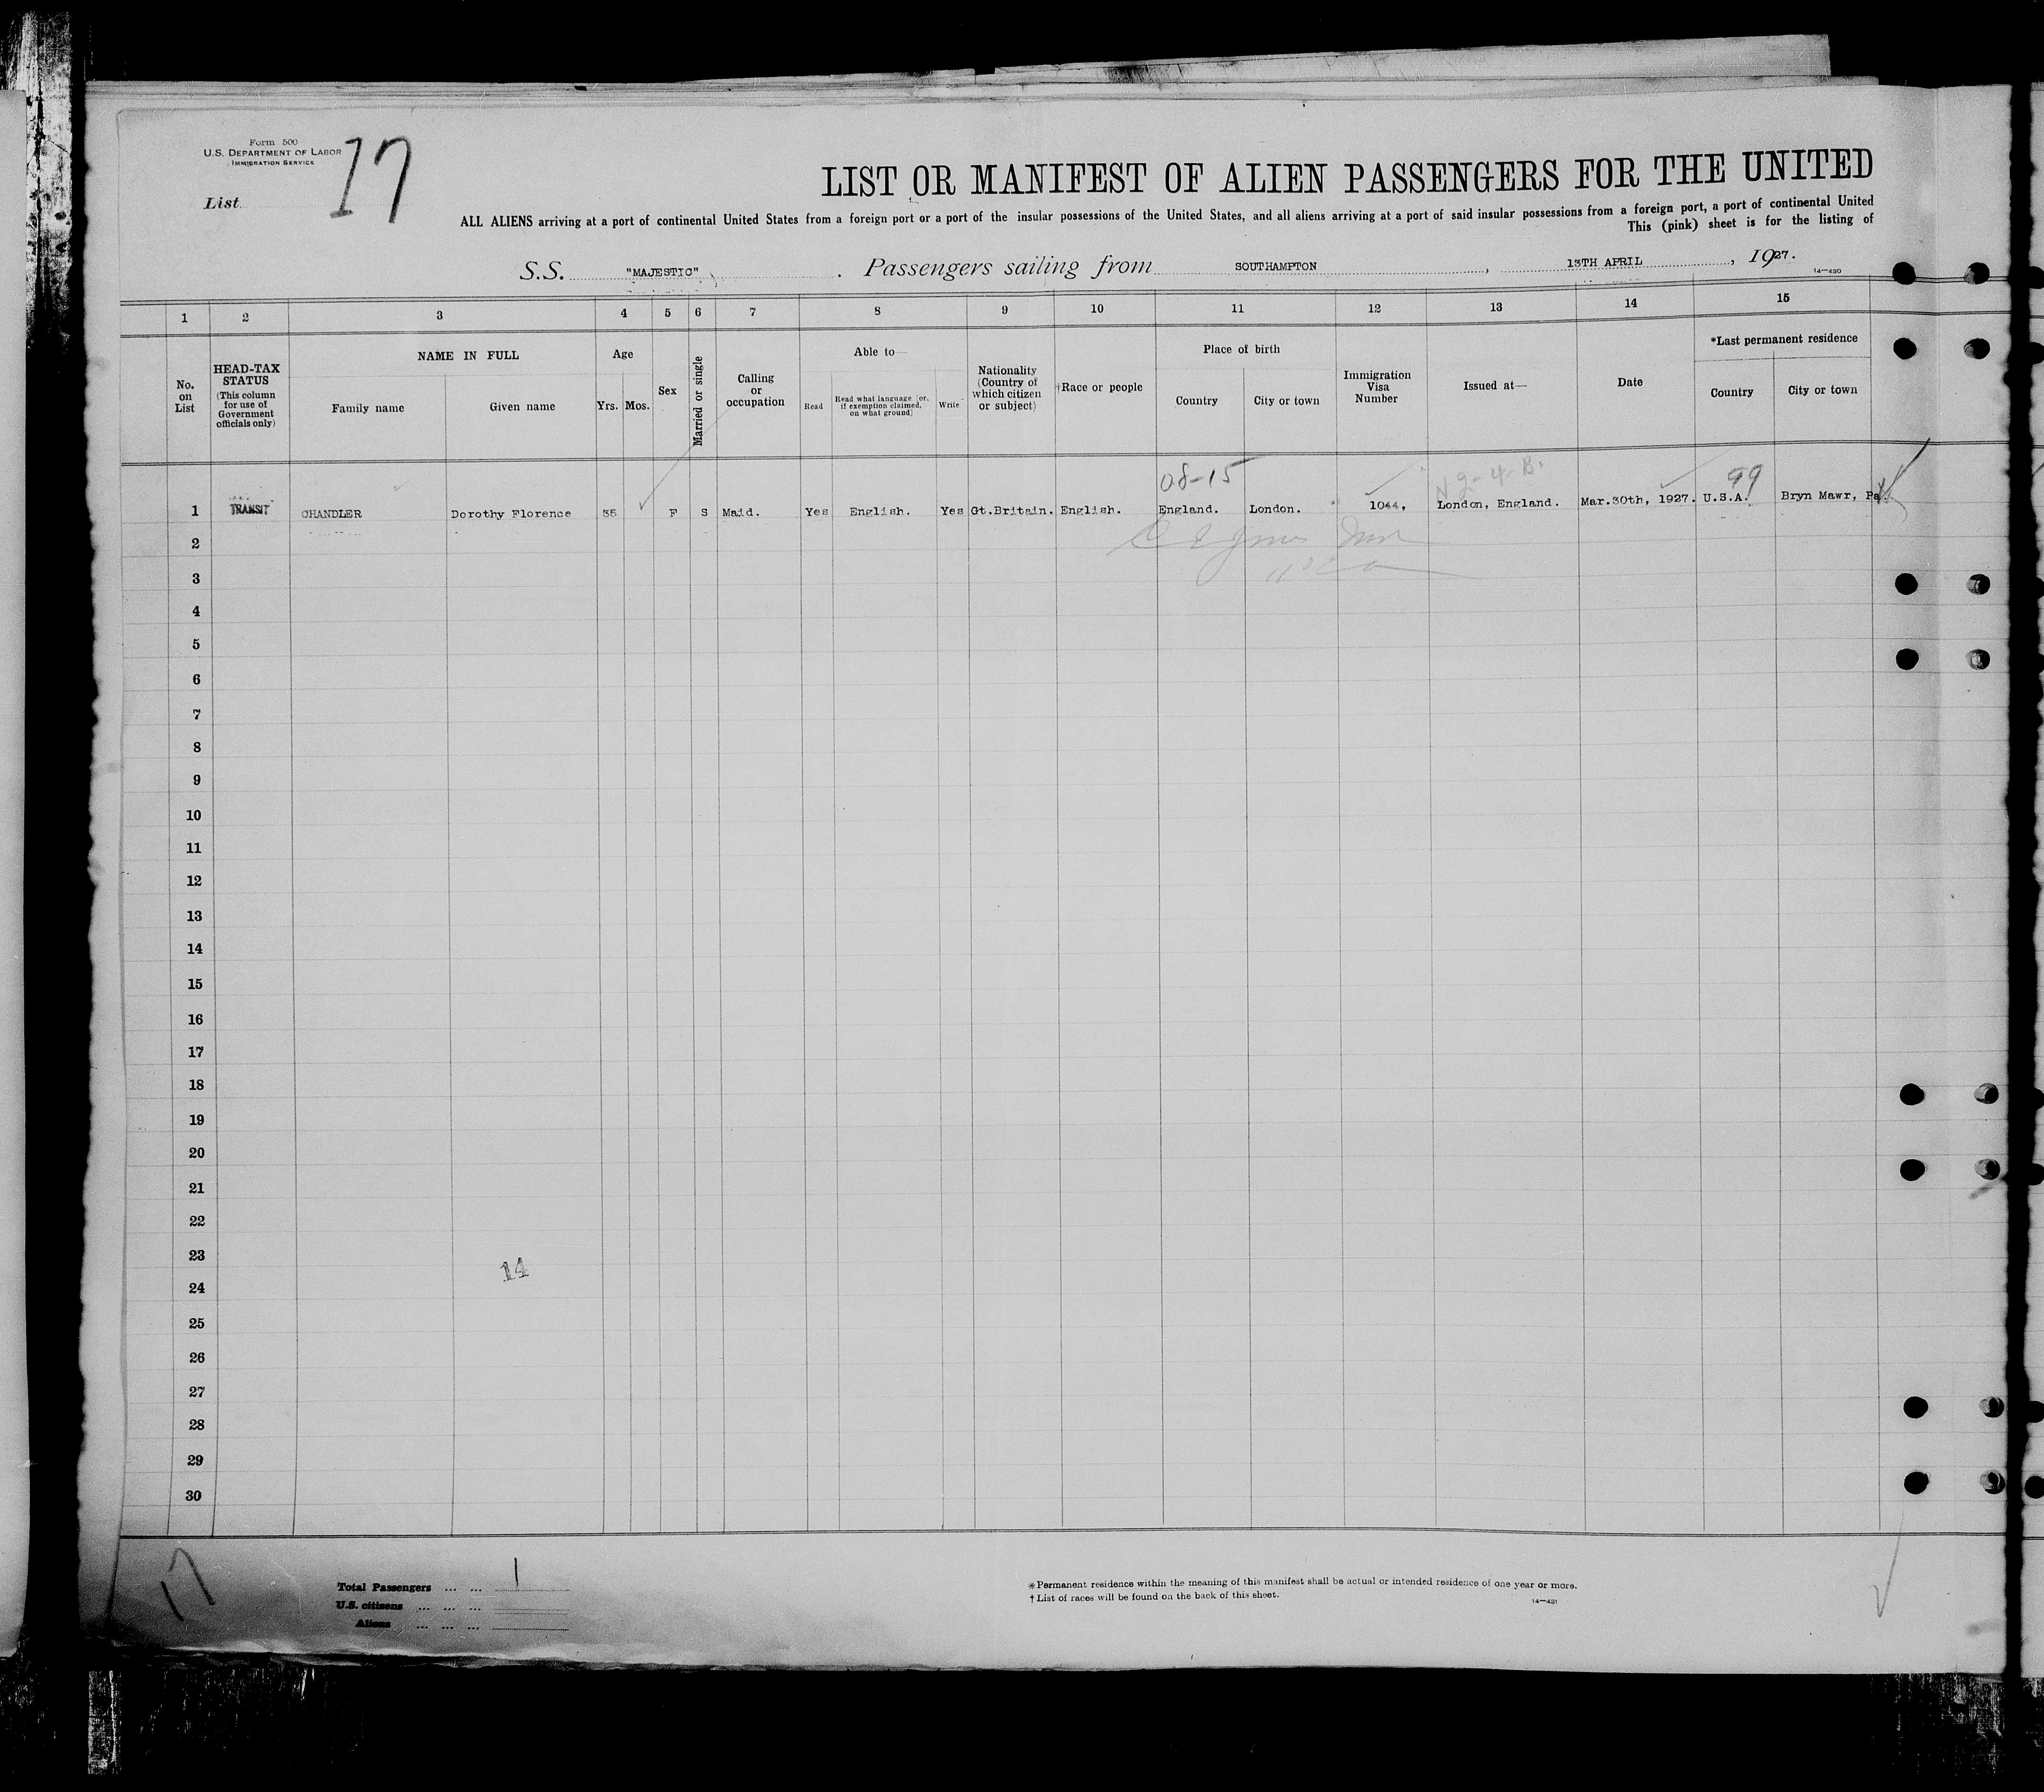 Form 500
U.S. DEPARTMENT OF LABOR
IMMIGRATION SERVICE
List 17
LIST OR MANIFEST OF ALIEN PASSENGERS FOR THE UNITED
ALL ALIENS arriving at a port of continental United States from a foreign port or a port of the insular possessions of the United States, and all aliens arriving at a port of said insular possessions from a foreign port, a port of continental United
This (pink) sheet is for the listing of
S.S. "MAJESTIC" . Passengers sailing from SOUTHAMPTON , 13TH APRIL , 1927.
14—430
1 2 3 4 5 6 7 8 9 10 11 12 13 14 15
No. on List
HEAD-TAX STATUS (This column for use of Government officials only)
NAME IN FULL
Family name Given name
Age
Yrs. Mos.
Sex
Married or single
Calling or occupation
Able to—
Read
Read what language [or, if exemption claimed, on what ground]
Write
Nationality (Country of which citizen or subject)
†Race or people
Place of birth
Country City or town
Immigration Visa Number
Issued at—
Date
*Last permanent residence
Country City or town
08-15 N 2-4-B. 99
1 TRANSIT CHANDLER Dorothy Florence 35 F S Maid. Yes English. Yes Gt.Britain. English. England. London. 1044, London, England. Mar.30th, 1927. U.S.A. Bryn Mawr, Pa.
2
3
4
5
6
7
8
9
10
11
12
13
14
15
16
17
18
19
20
21
22
23
14
24
25
26
27
28
29
30
17
Total Passengers ... ... 1
U.S. citizens ... ... ...
Aliens ... ... ...
*Permanent residence within the meaning of this manifest shall be actual or intended residence of one year or more.
†List of races will be found on the back of this sheet.
14—431